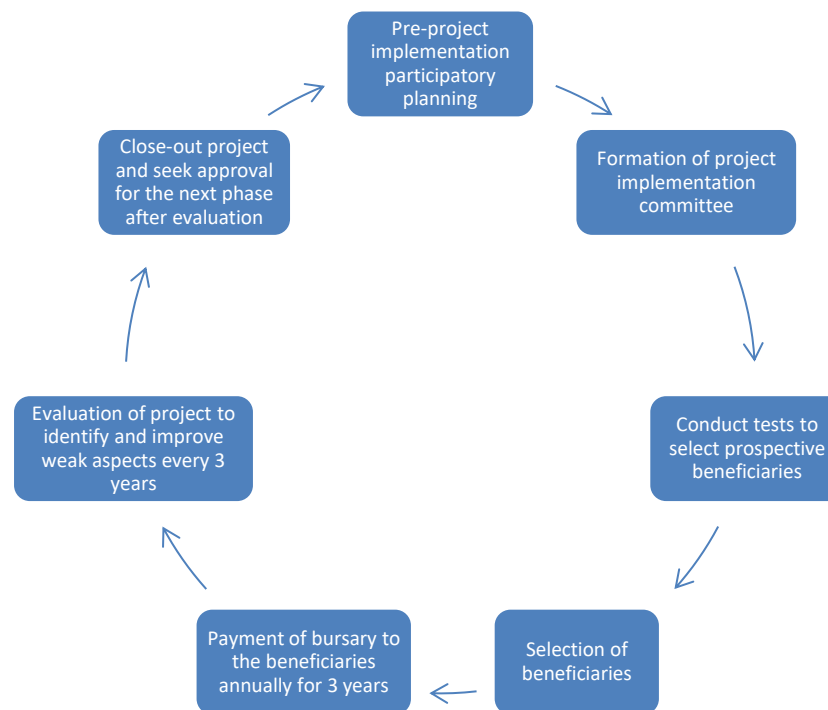 Pre-project
implementation
participatory
planning
Formation of project
implementation
committee
Conduct tests to
select prospective
beneficiaries
Selection of
beneficiaries
Payment of bursary to
the beneficiaries
annually for 3 years
Evaluation of project to
identify and improve
weak aspects every 3
years
Close-out project
and seek approval
for the next phase
after evaluation